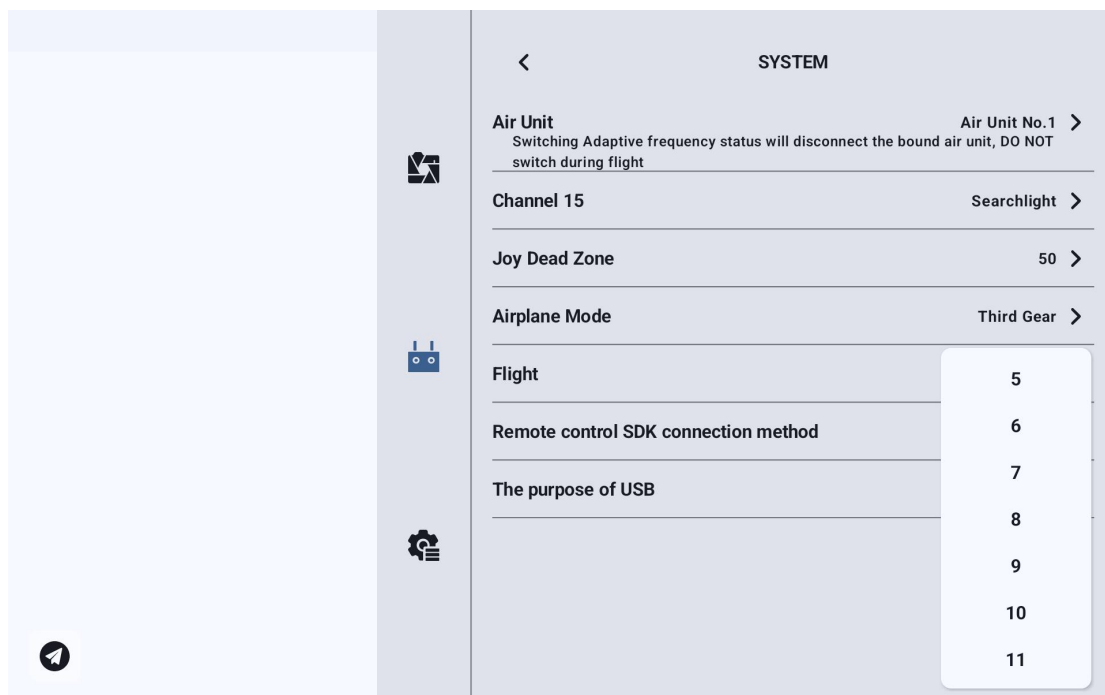 SYSTEM
Air Unit
Air Unit No.1
Switching Adaptive frequency status will disconnect the bound air unit, DO NOT
switch during flight
Channel 15
Searchlight
Joy Dead Zone
50
Airplane Mode
Third Gear
Flight
Remote control SDK connection method
The purpose of USB
5
6
7
8
9
10
11